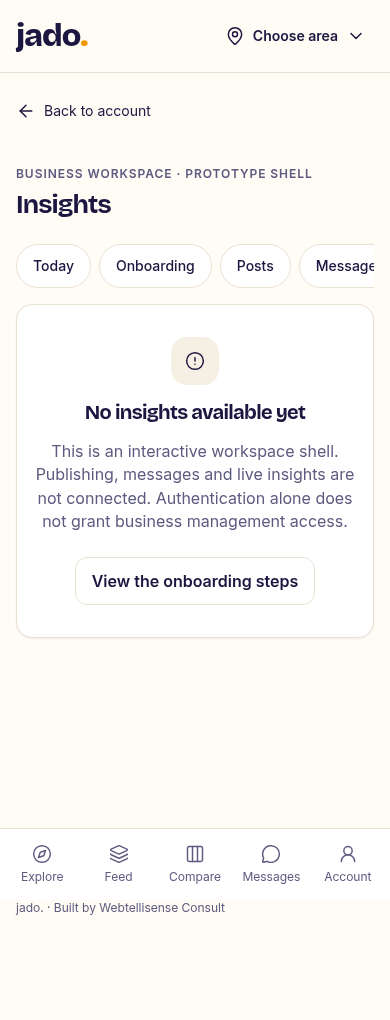 jado.
Choose area
Back to account
BUSINESS WORKSPACE · PROTOTYPE SHELL
Insights
Today
Onboarding
Posts
Message
No insights available yet
This is an interactive workspace shell.
Publishing, messages and live insights are
not connected. Authentication alone does
not grant business management access.
View the onboarding steps
Explore
Feed
Compare
Messages
Account
jado. · Built by Webtellisense Consult